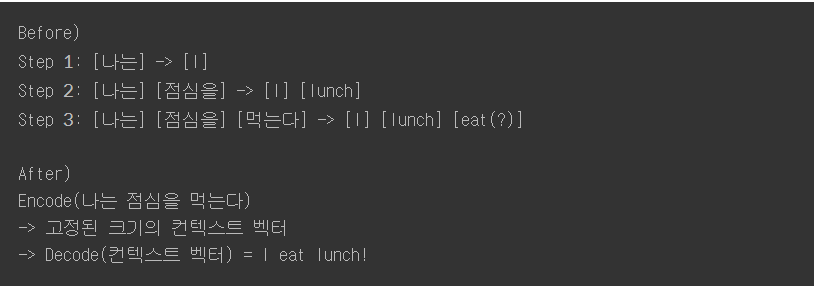 Before)
Step 1: [나는] -> [I]
Step 2: [나는] [점심을] -> [I] [lunch]
Step 3: [나는] [점심을] [먹는다] -> [I] [lunch] [eat(?)]
After)
Encode(나는 점심을 먹는다)
-> 고정된 크기의 컨텍스트 벡터
-> Decode(컨텍스트 벡터) = I eat lunch!